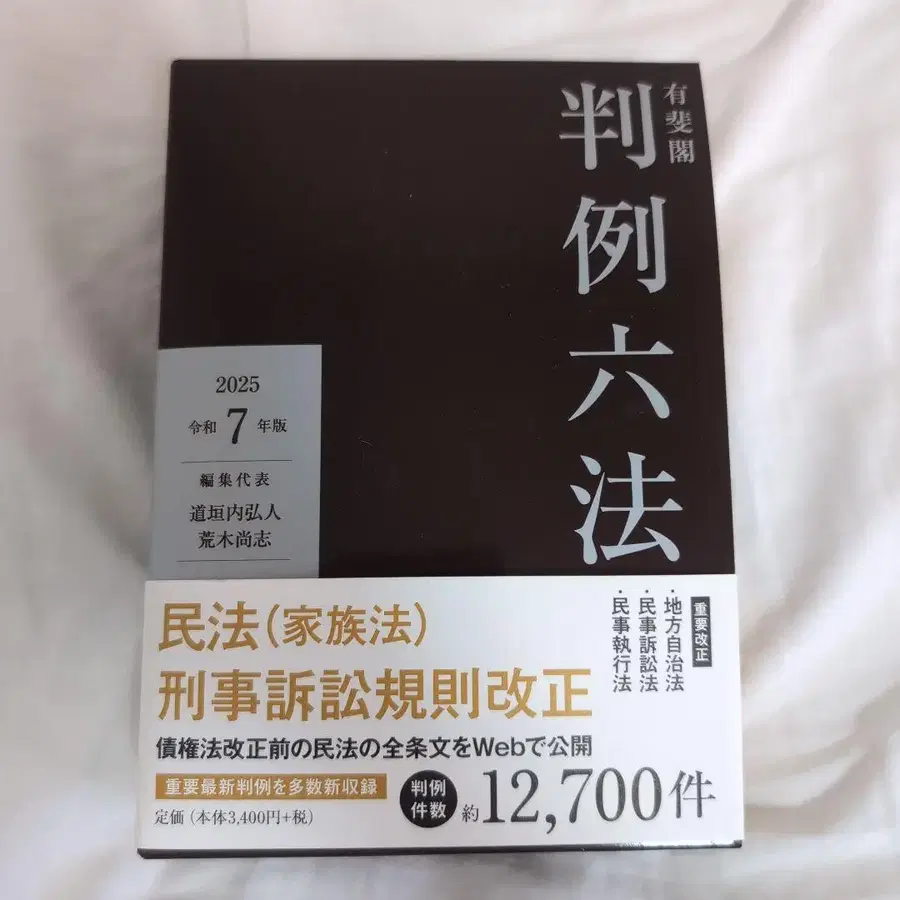 有斐閣
判例六法
2025
令和7年版
編集代表
道垣内弘人
荒木尚志
重要改正
・地方自治法
・民事訴訟法
・民事執行法
民法(家族法)
刑事訴訟規則改正
債権法改正前の民法の全条文をWebで公開
重要最新判例を多数新収録
定価(本体3,400円+税)
判例件数
約12,700件